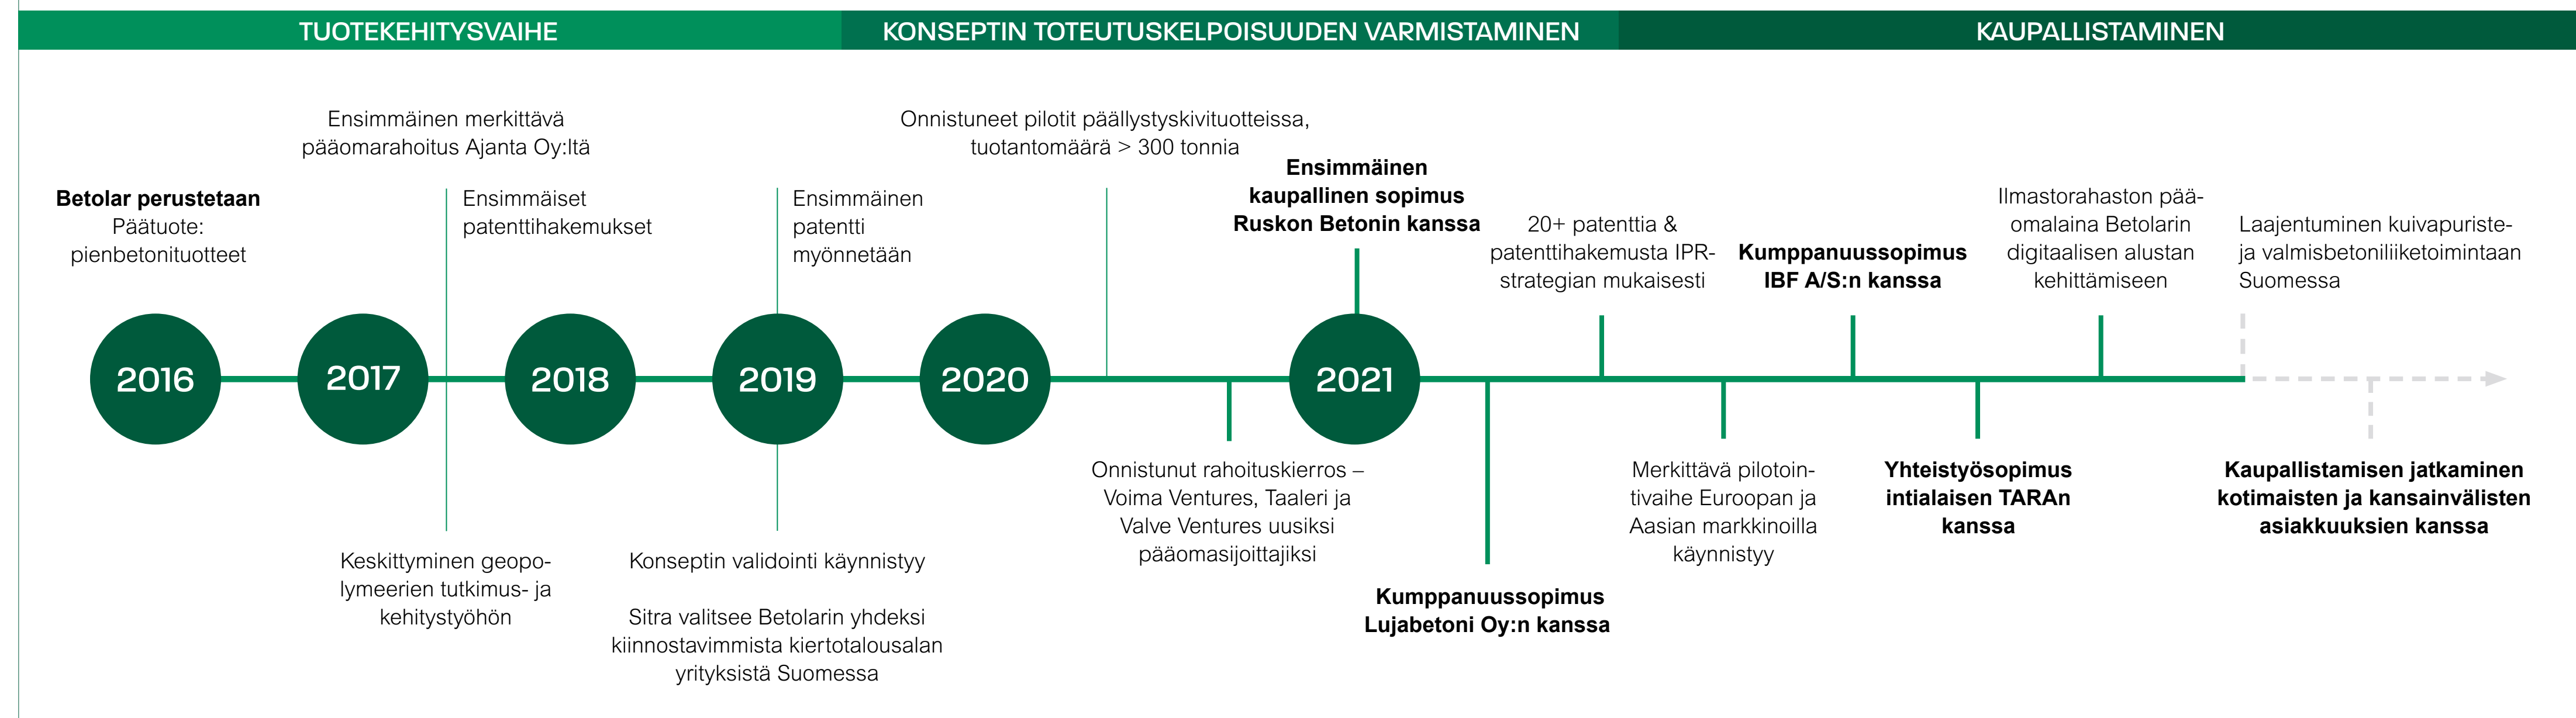 TUOTEKEHITYSVAIHE
KONSEPTIN TOTEUTUSKELPOISUUDEN VARMISTAMINEN
KAUPALLISTAMINEN
Betolar perustetaan
Päätuote:
pienbetonituotteet
Ensimmäinen merkittävä
pääomarahoitus Ajanta Oy:ltä
Ensimmäiset
patenttihakemukset
Ensimmäinen
patentti
myönnetään
Onnistuneet pilotit päällystyskivituotteissa,
tuotantomäärä > 300 tonnia
Ensimmäinen
kaupallinen sopimus
Ruskon Betonin kanssa
20+ patenttia &
patenttihakemusta IPR-
strategian mukaisesti
Kumppanuussopimus
IBF A/S:n kanssa
Ilmastorahaston pää-
omalaina Betolarin
digitaalisen alustan
kehittämiseen
Laajentuminen kuivapuriste-
ja valmisbetoniliiketoimintaan
Suomessa
2016
2017
2018
2019
2020
2021
Keskittyminen geopo-
lymeerien tutkimus- ja
kehitystyöhön
Konseptin validointi käynnistyy
Sitra valitsee Betolarin yhdeksi
kiinnostavimmista kiertotalousalan
yrityksistä Suomessa
Onnistunut rahoituskierros –
Voima Ventures, Taaleri ja
Valve Ventures uusiksi
pääomasijoittajiksi
Kumppanuussopimus
Lujabetoni Oy:n kanssa
Merkittävä pilotoin-
tivaihe Euroopan ja
Aasian markkinoilla
käynnistyy
Yhteistyösopimus
intialaisen TARAn
kanssa
Kaupallistamisen jatkaminen
kotimaisten ja kansainvälisten
asiakkuuksien kanssa